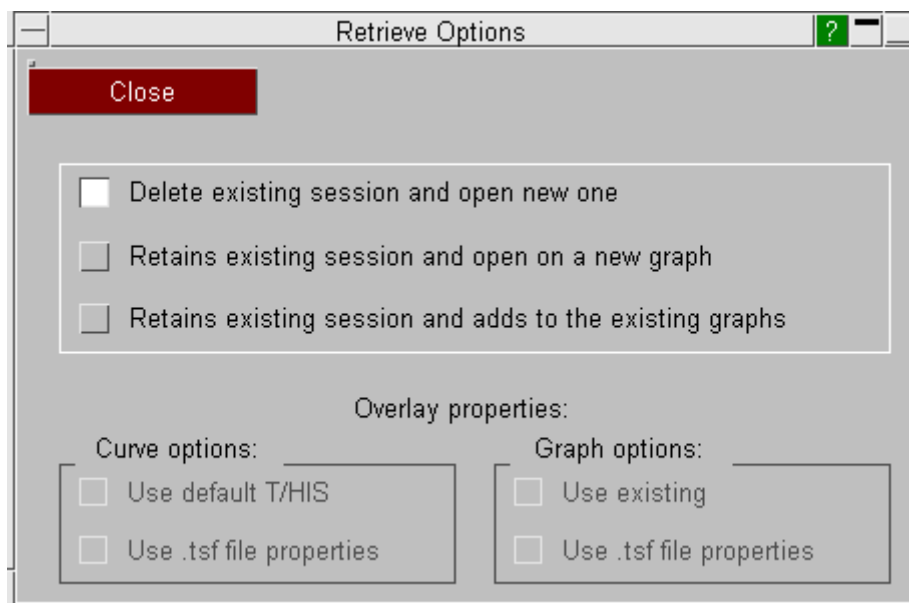 Retrieve Options ?
Close
Delete existing session and open new one
Retains existing session and open on a new graph
Retains existing session and adds to the existing graphs
Overlay properties:
Curve options:
Use default T/HIS
Use .tsf file properties
Graph options:
Use existing
Use .tsf file properties